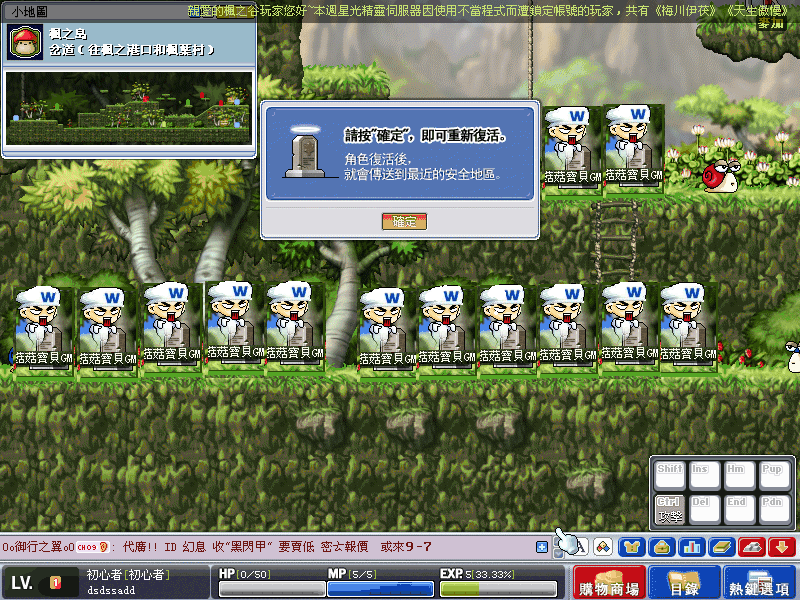 小地圖
親愛的楓之谷玩家您好~本週星光精靈伺服器因使用不當程式而遭鎖定帳號的玩家，共有《梅川伊茯》《天生傲慢》
楓之島
岔道(往楓之港口和楓葉村)
請按"確定"，即可重新復活。
角色復活後，
就會傳送到最近的安全地區。
確定
W W
菇菇寶貝GM 菇菇寶貝GM
W W W W W W W W W W W
菇菇寶貝GM 菇菇寶貝GM 菇菇寶貝GM 菇菇寶貝GM 菇菇寶貝GM 菇菇寶貝GM 菇菇寶貝GM 菇菇寶貝GM 菇菇寶貝GM 菇菇寶貝GM 菇菇寶貝GM
Shift Ins Hm Pup
Ctrl Del End Pdn
攻擊
Oo御行之翼oO CH09 : 代廣!! ID 幻息 收"黑閃甲" 要賣低 密去報價 或來9-7
LV. 1 初心者[初心者] dsdssadd
HP[0/50] MP[5/5] EXP.5[33.33%]
購物商場 目錄 熱鍵選項